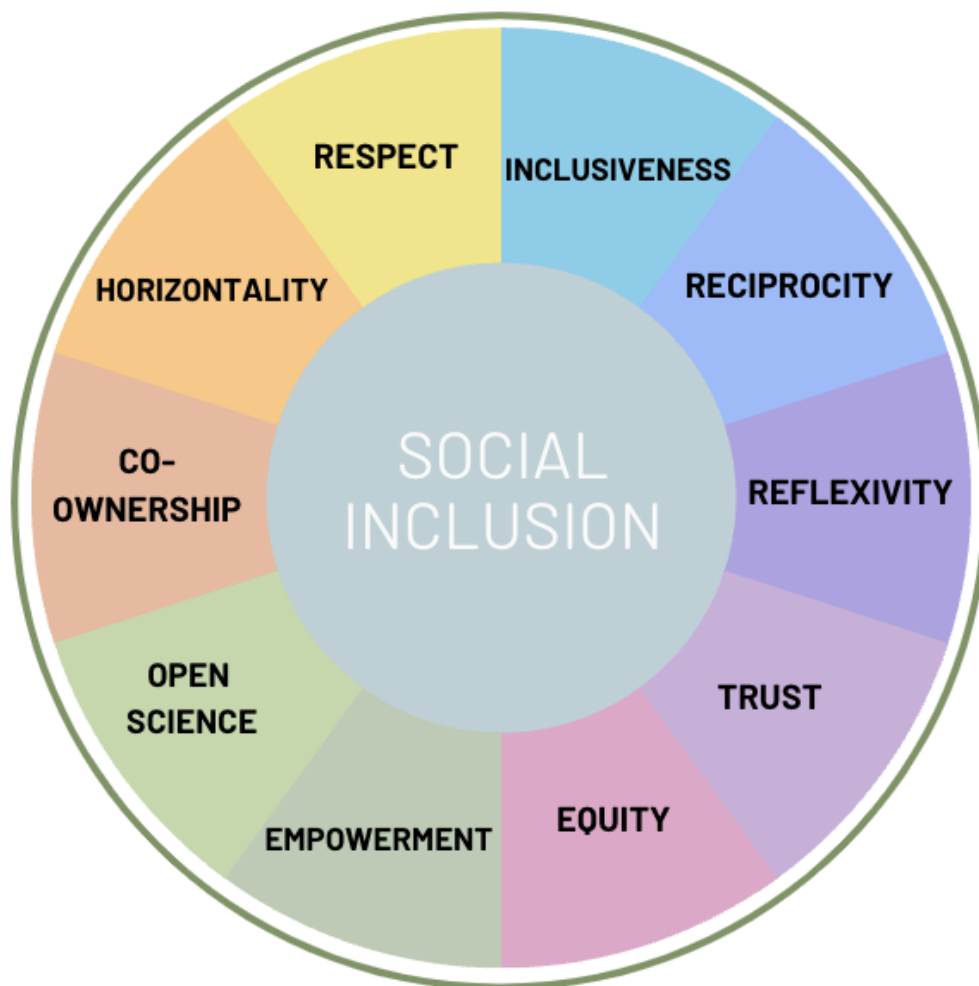 RESPECT
INCLUSIVENESS
RECIPROCITY
HORIZONTALITY
SOCIAL
INCLUSION
CO-
OWNERSHIP
REFLEXIVITY
OPEN
SCIENCE
TRUST
EMPOWERMENT
EQUITY